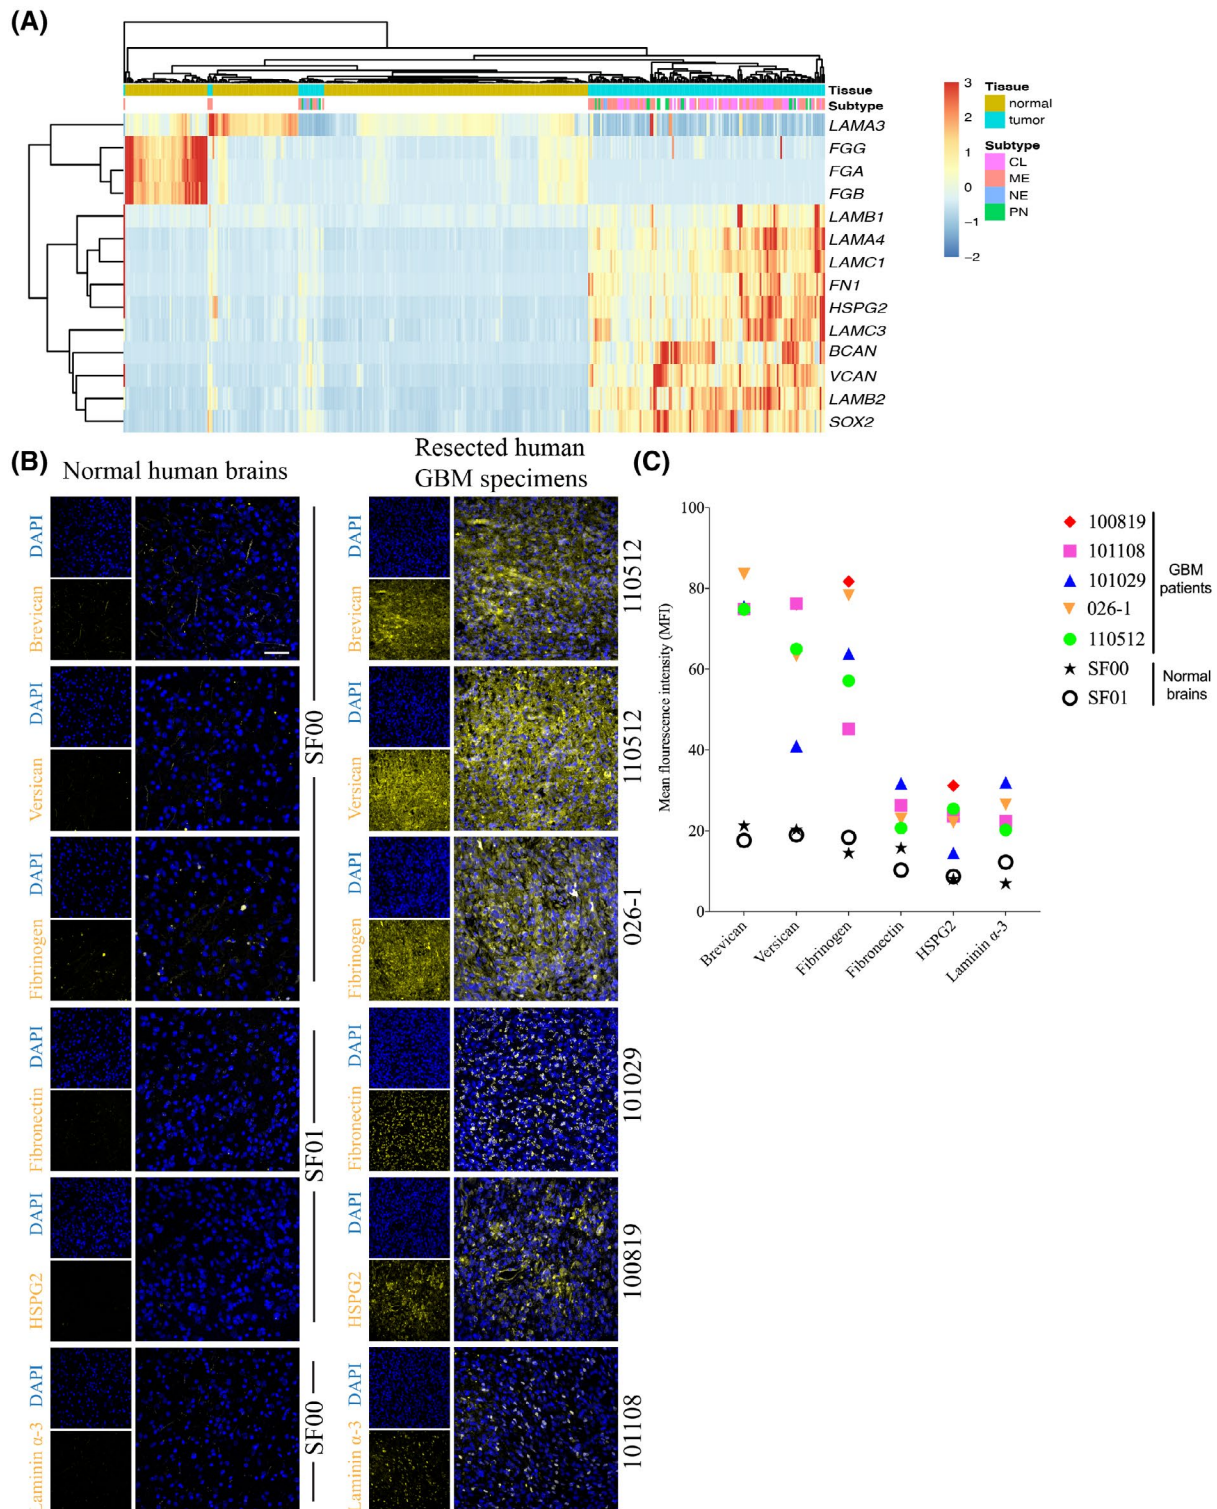 (A)
Tissue
Subtype
LAMA3
FGG
FGA
FGB
LAMB1
LAMA4
LAMC1
FN1
HSPG2
LAMC3
BCAN
VCAN
LAMB2
SOX2
3
2
1
0
−1
−2
Tissue
normal
tumor
Subtype
CL
ME
NE
PN
(B)
Normal human brains
Resected human
GBM specimens
DAPI
Brevican
DAPI
Versican
DAPI
Fibrinogen
SF00
DAPI
Fibronectin
DAPI
HSPG2
SF01
DAPI
Laminin α-3
SF00
DAPI
Brevican
110512
DAPI
Versican
110512
DAPI
Fibrinogen
026-1
DAPI
Fibronectin
101029
DAPI
HSPG2
100819
DAPI
Laminin α-3
101108
(C)
Mean flourescence intensity (MFI)
100
80
60
40
20
0
Brevican
Versican
Fibrinogen
Fibronectin
HSPG2
Laminin α-3
100819
101108
101029
026-1
110512
GBM
patients
SF00
SF01
Normal
brains